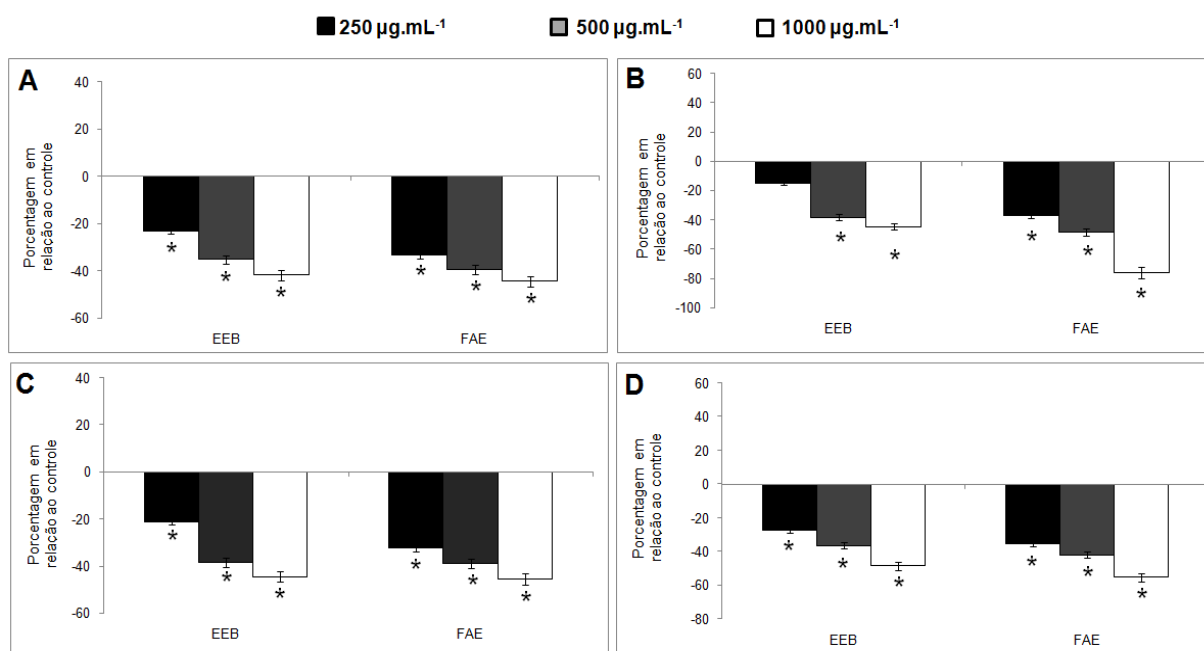 250 µg.mL⁻¹ 500 µg.mL⁻¹ 1000 µg.mL⁻¹
A
Porcentagem em
relação ao controle
40
20
0
-20
-40
-60
* * * * * *
EEB FAE
B
Porcentagem em
relação ao controle
60
40
20
0
-20
-40
-60
-80
-100
* * * * *
EEB FAE
C
Porcentagem em
relação ao controle
40
20
0
-20
-40
-60
* * * * * *
EEB FAE
D
Porcentagem em
relação ao controle
60
40
20
0
-20
-40
-60
-80
* * * * * *
EEB FAE